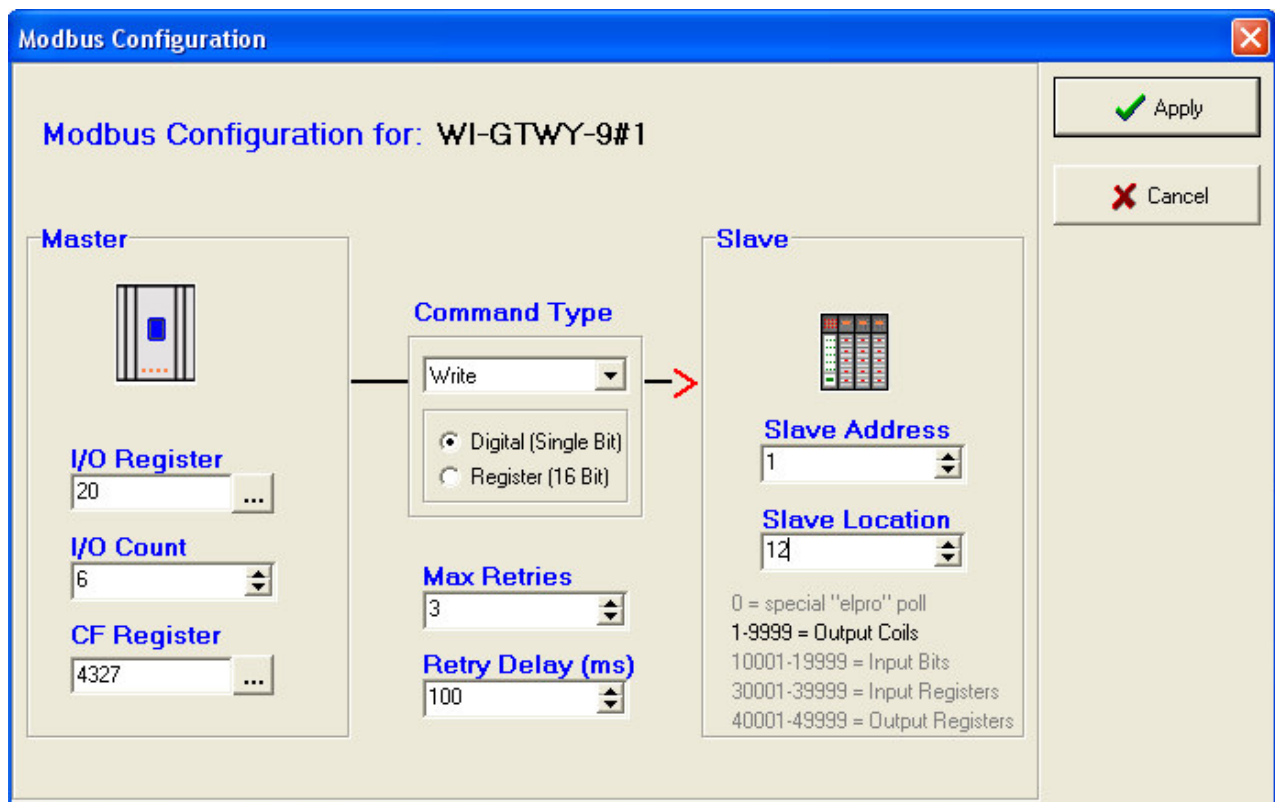 Modbus Configuration
Modbus Configuration for: WI-GTWY-9#1
Apply
Cancel
Master
I/O Register
20
...
I/O Count
6
CF Register
4327
...
Command Type
Write
Digital (Single Bit)
Register (16 Bit)
Max Retries
3
Retry Delay (ms)
100
Slave
Slave Address
1
Slave Location
12
0 = special "elpro" poll
1-9999 = Output Coils
10001-19999 = Input Bits
30001-39999 = Input Registers
40001-49999 = Output Registers